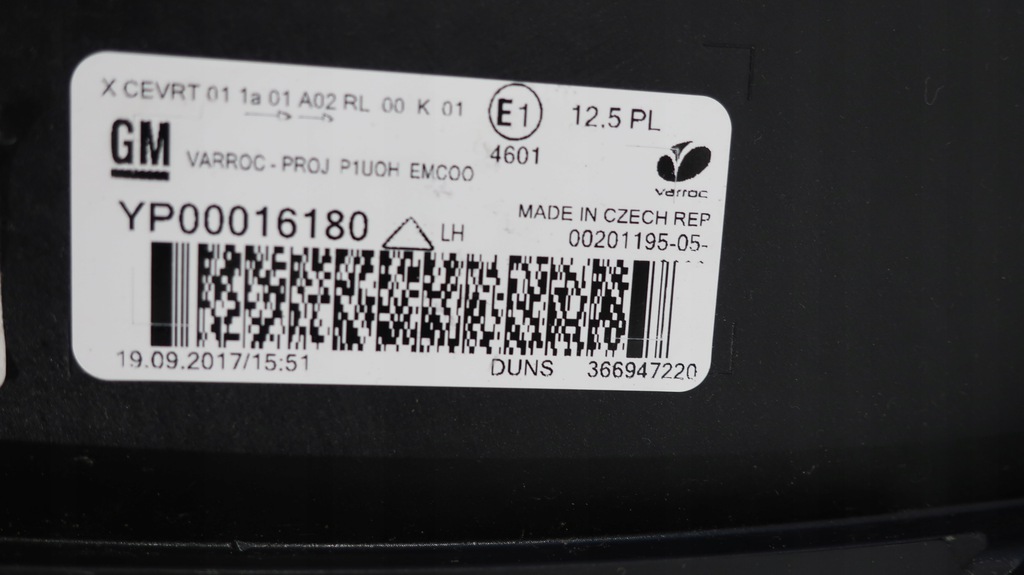 X CEVRT 01 1a 01 A02 RL 00 K 01
E1
12.5 PL
4601
GM
VARROC - PROJ P1UOH EMCOO
varroc
YP00016180
LH
MADE IN CZECH REP
00201195-05-
19.09.2017/15:51
DUNS 366947220